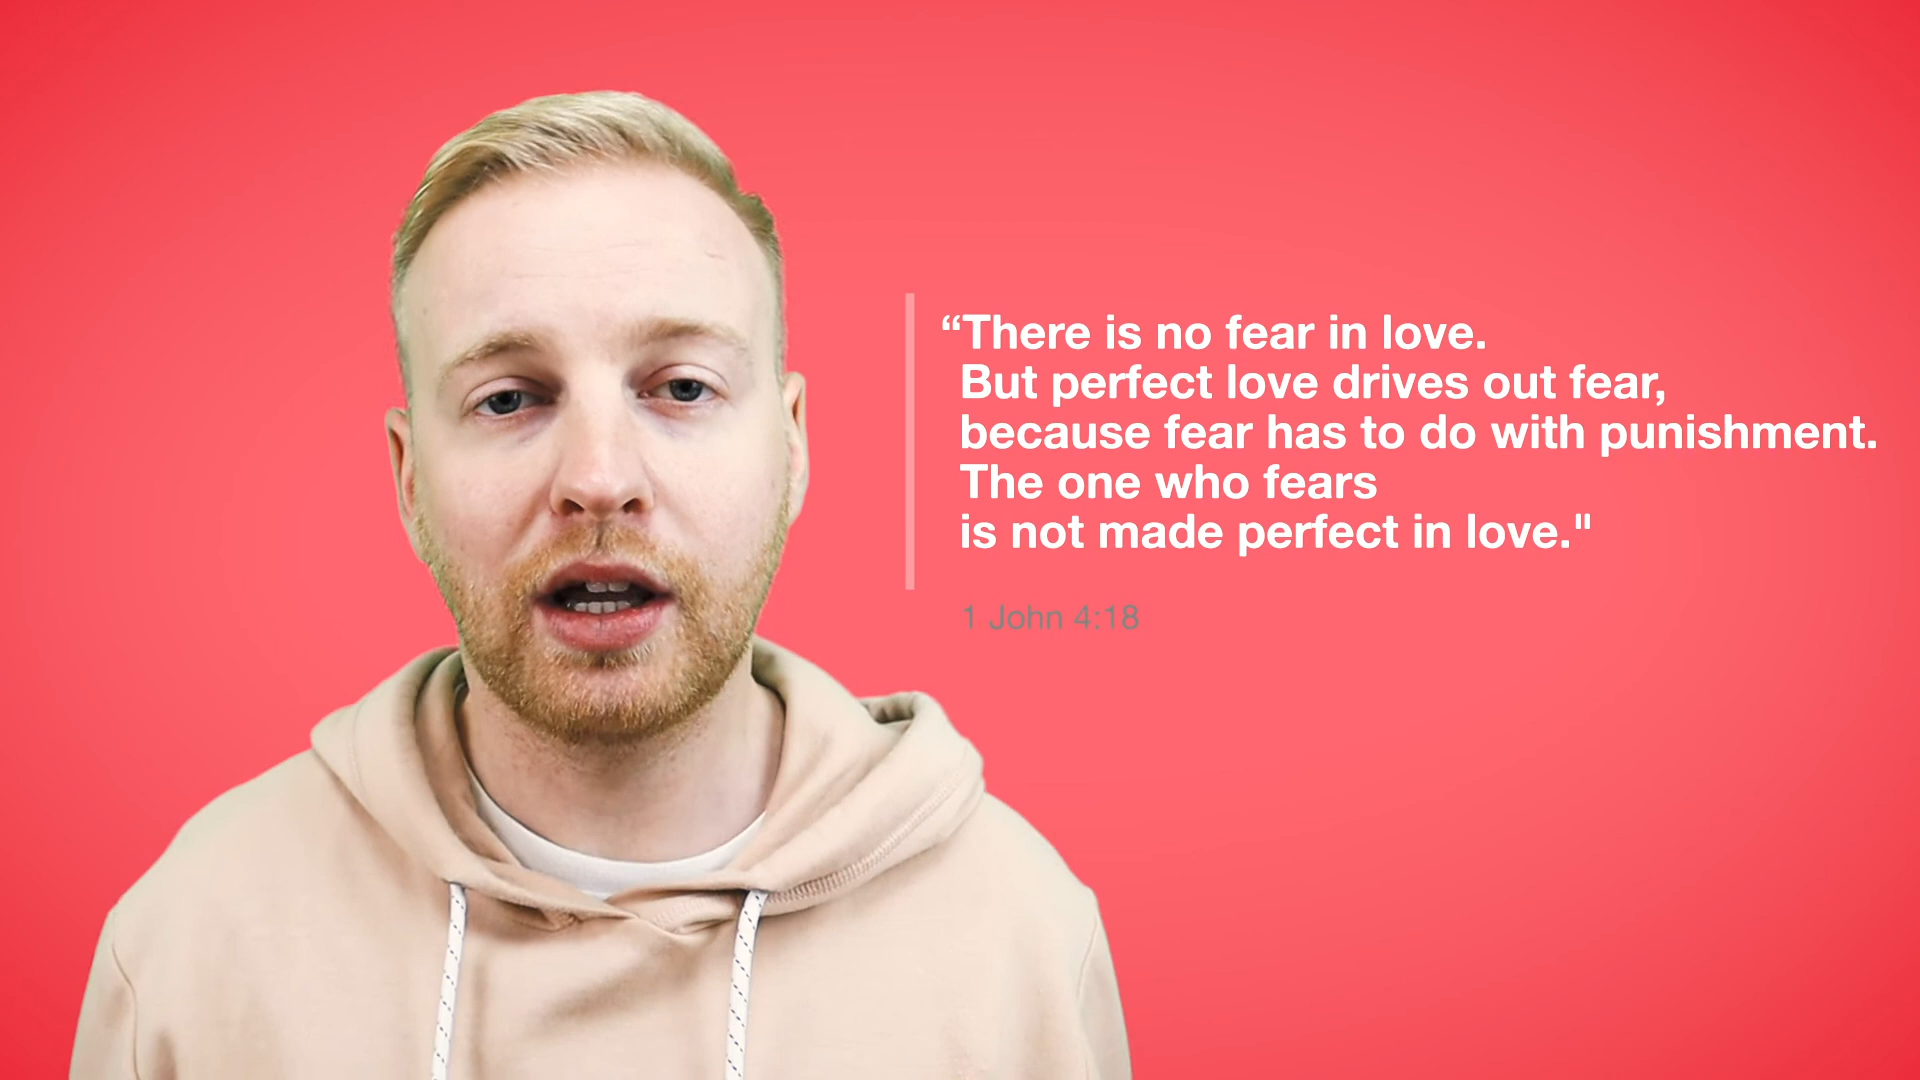 “There is no fear in love.
But perfect love drives out fear,
because fear has to do with punishment.
The one who fears
is not made perfect in love."
1 John 4:18